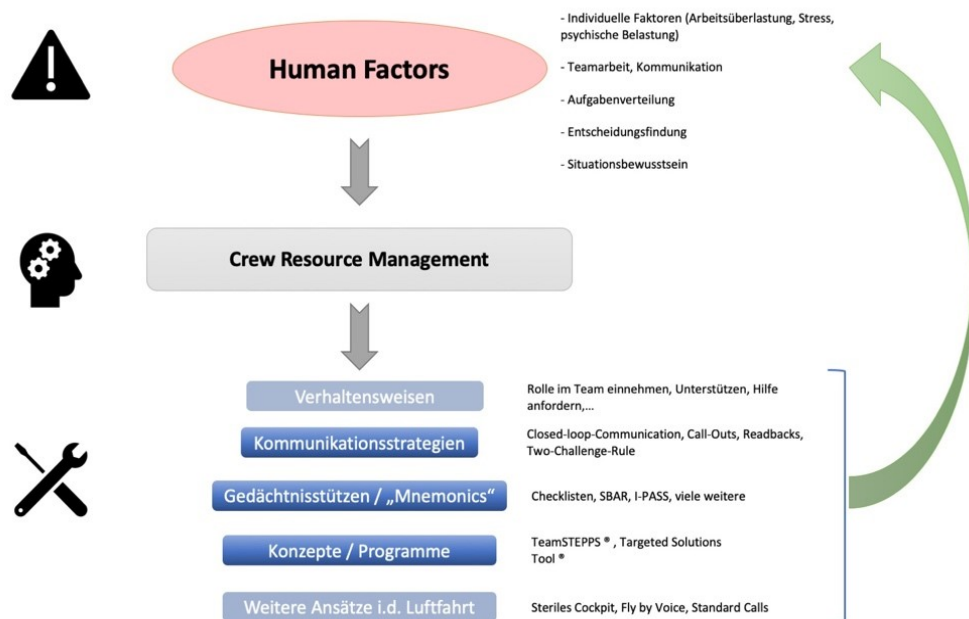 Human Factors
- Individuelle Faktoren (Arbeitsüberlastung, Stress,
psychische Belastung)
- Teamarbeit, Kommunikation
- Aufgabenverteilung
- Entscheidungsfindung
- Situationsbewusstsein
Crew Resource Management
Verhaltensweisen
Rolle im Team einnehmen, Unterstützen, Hilfe
anfordern,...
Kommunikationsstrategien
Closed-loop-Communication, Call-Outs, Readbacks,
Two-Challenge-Rule
Gedächtnisstützen / „Mnemonics“
Checklisten, SBAR, I-PASS, viele weitere
Konzepte / Programme
TeamSTEPPS ® , Targeted Solutions
Tool ®
Weitere Ansätze i.d. Luftfahrt
Steriles Cockpit, Fly by Voice, Standard Calls